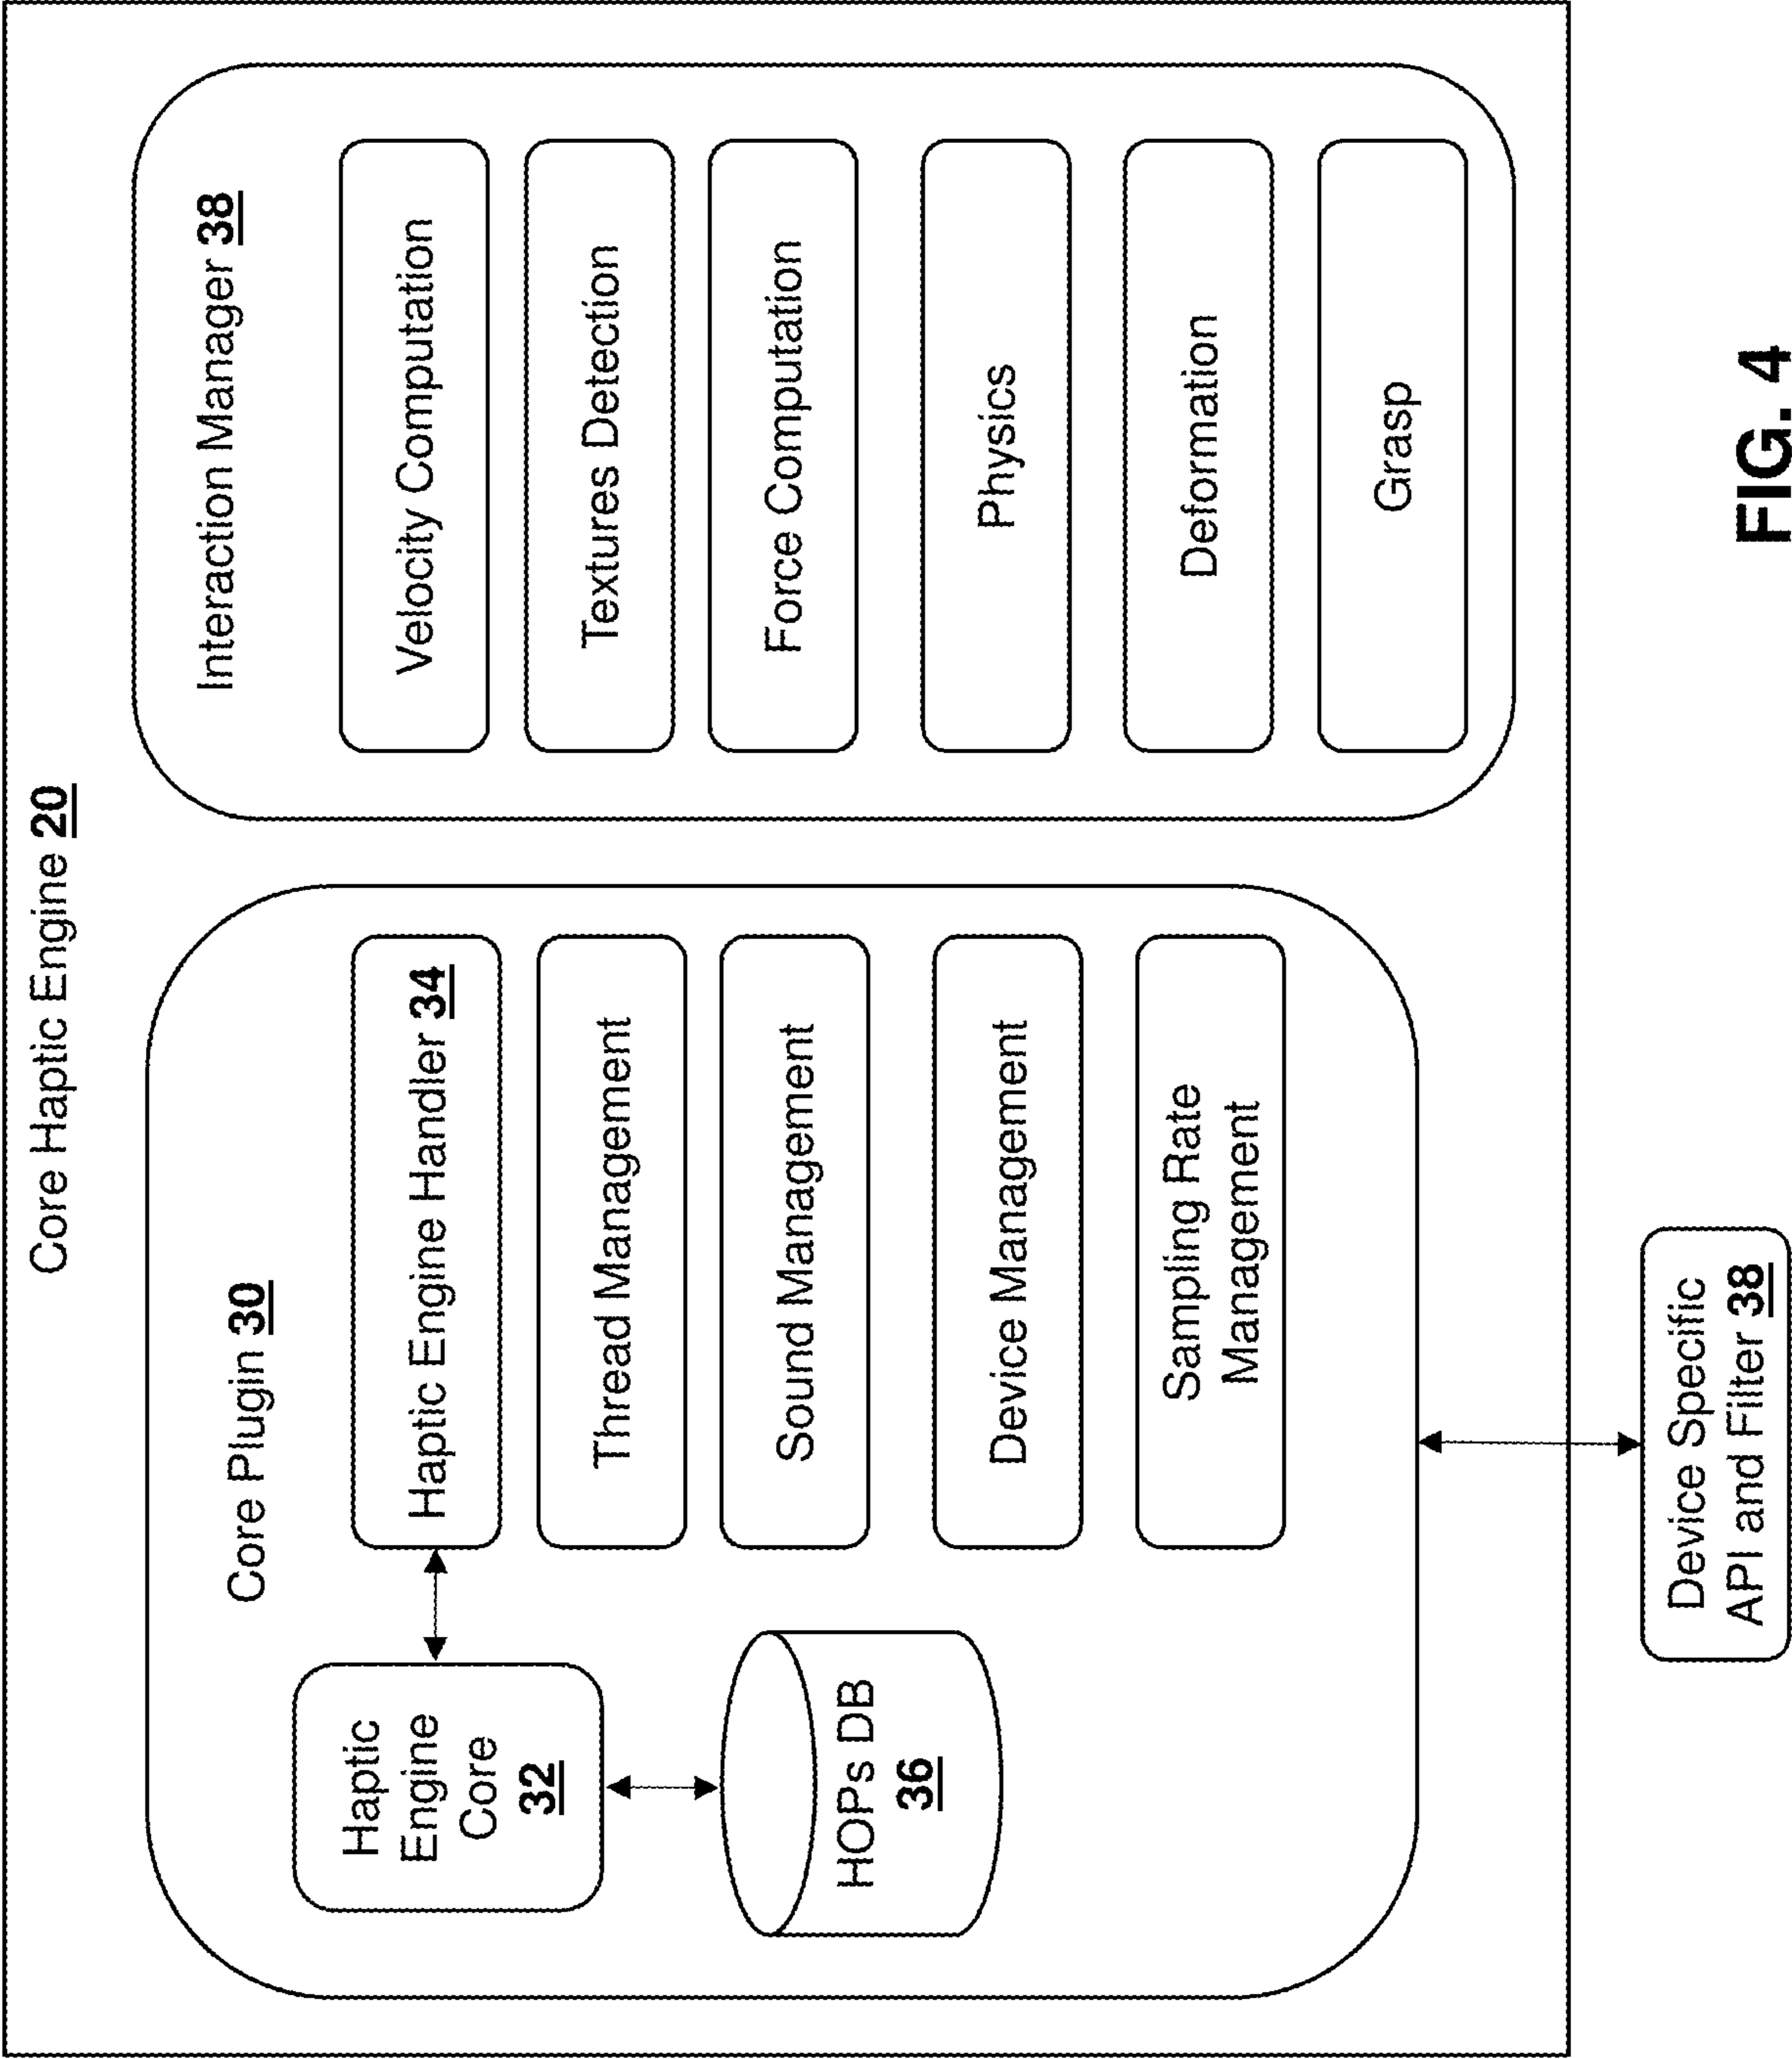 Core Haptic Engine 20
Core Plugin 30
Haptic
Engine
Core
32
HOPs DB
36
Haptic Engine Handler 34
Thread Management
Sound Management
Device Management
Sampling Rate
Management
Interaction Manager 38
Velocity Computation
Textures Detection
Force Computation
Physics
Deformation
Grasp
Device Specific
API and Filter 38
FIG. 4